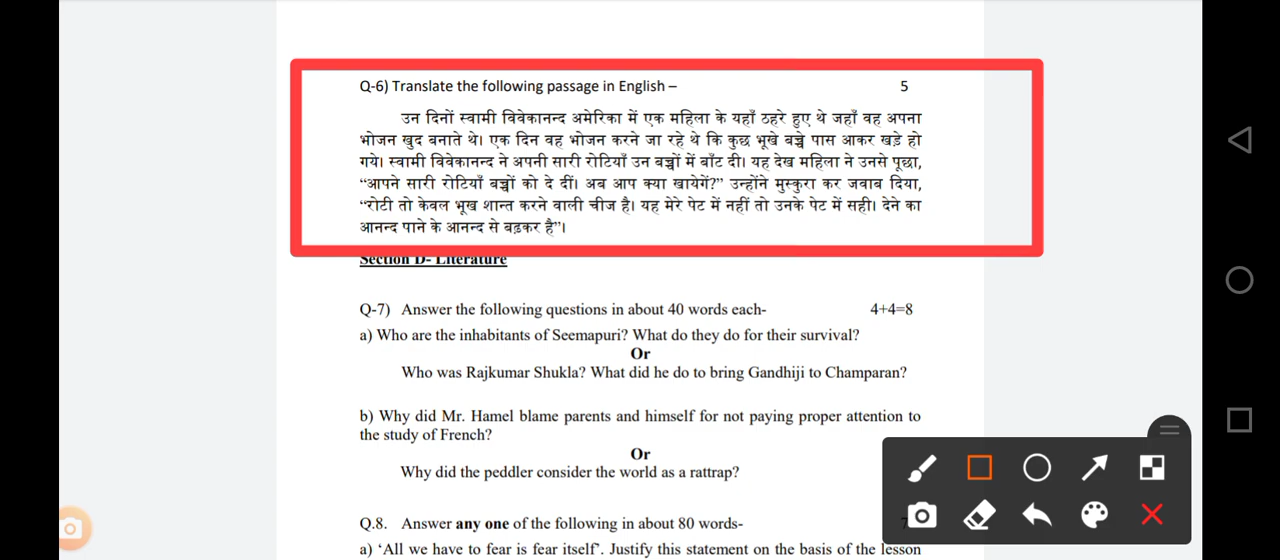 Q-6) Translate the following passage in English – 5
उन दिनों स्वामी विवेकानन्द अमेरिका में एक महिला के यहाँ ठहरे हुए थे जहाँ वह अपना
भोजन खुद बनाते थे। एक दिन वह भोजन करने जा रहे थे कि कुछ भूखे बच्चे पास आकर खड़े हो
गये। स्वामी विवेकानन्द ने अपनी सारी रोटियाँ उन बच्चों में बाँट दी। यह देख महिला ने उनसे पूछा,
“आपने सारी रोटियाँ बच्चों को दे दीं। अब आप क्या खायेगें?” उन्होंने मुस्कुरा कर जवाब दिया,
“रोटी तो केवल भूख शान्त करने वाली चीज है। यह मेरे पेट में नहीं तो उनके पेट में सही। देने का
आनन्द पाने के आनन्द से बढ़कर है”।
Section D- Literature
Q-7) Answer the following questions in about 40 words each- 4+4=8
a) Who are the inhabitants of Seemapuri? What do they do for their survival?
Or
Who was Rajkumar Shukla? What did he do to bring Gandhiji to Champaran?
b) Why did Mr. Hamel blame parents and himself for not paying proper attention to
the study of French?
Or
Why did the peddler consider the world as a rattrap?
Q.8. Answer any one of the following in about 80 words-
a) ‘All we have to fear is fear itself’. Justify this statement on the basis of the lesson